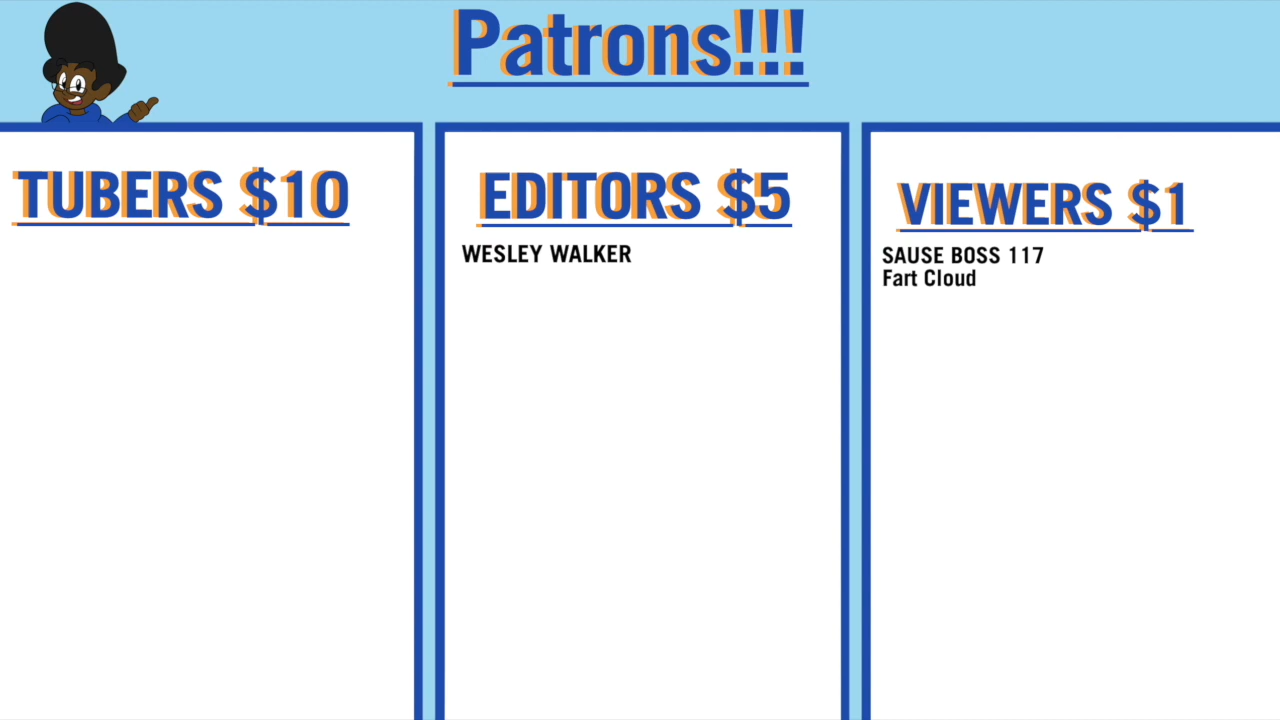 Patrons!!!
TUBERS $10
EDITORS $5
WESLEY WALKER
VIEWERS $1
SAUSE BOSS 117
Fart Cloud